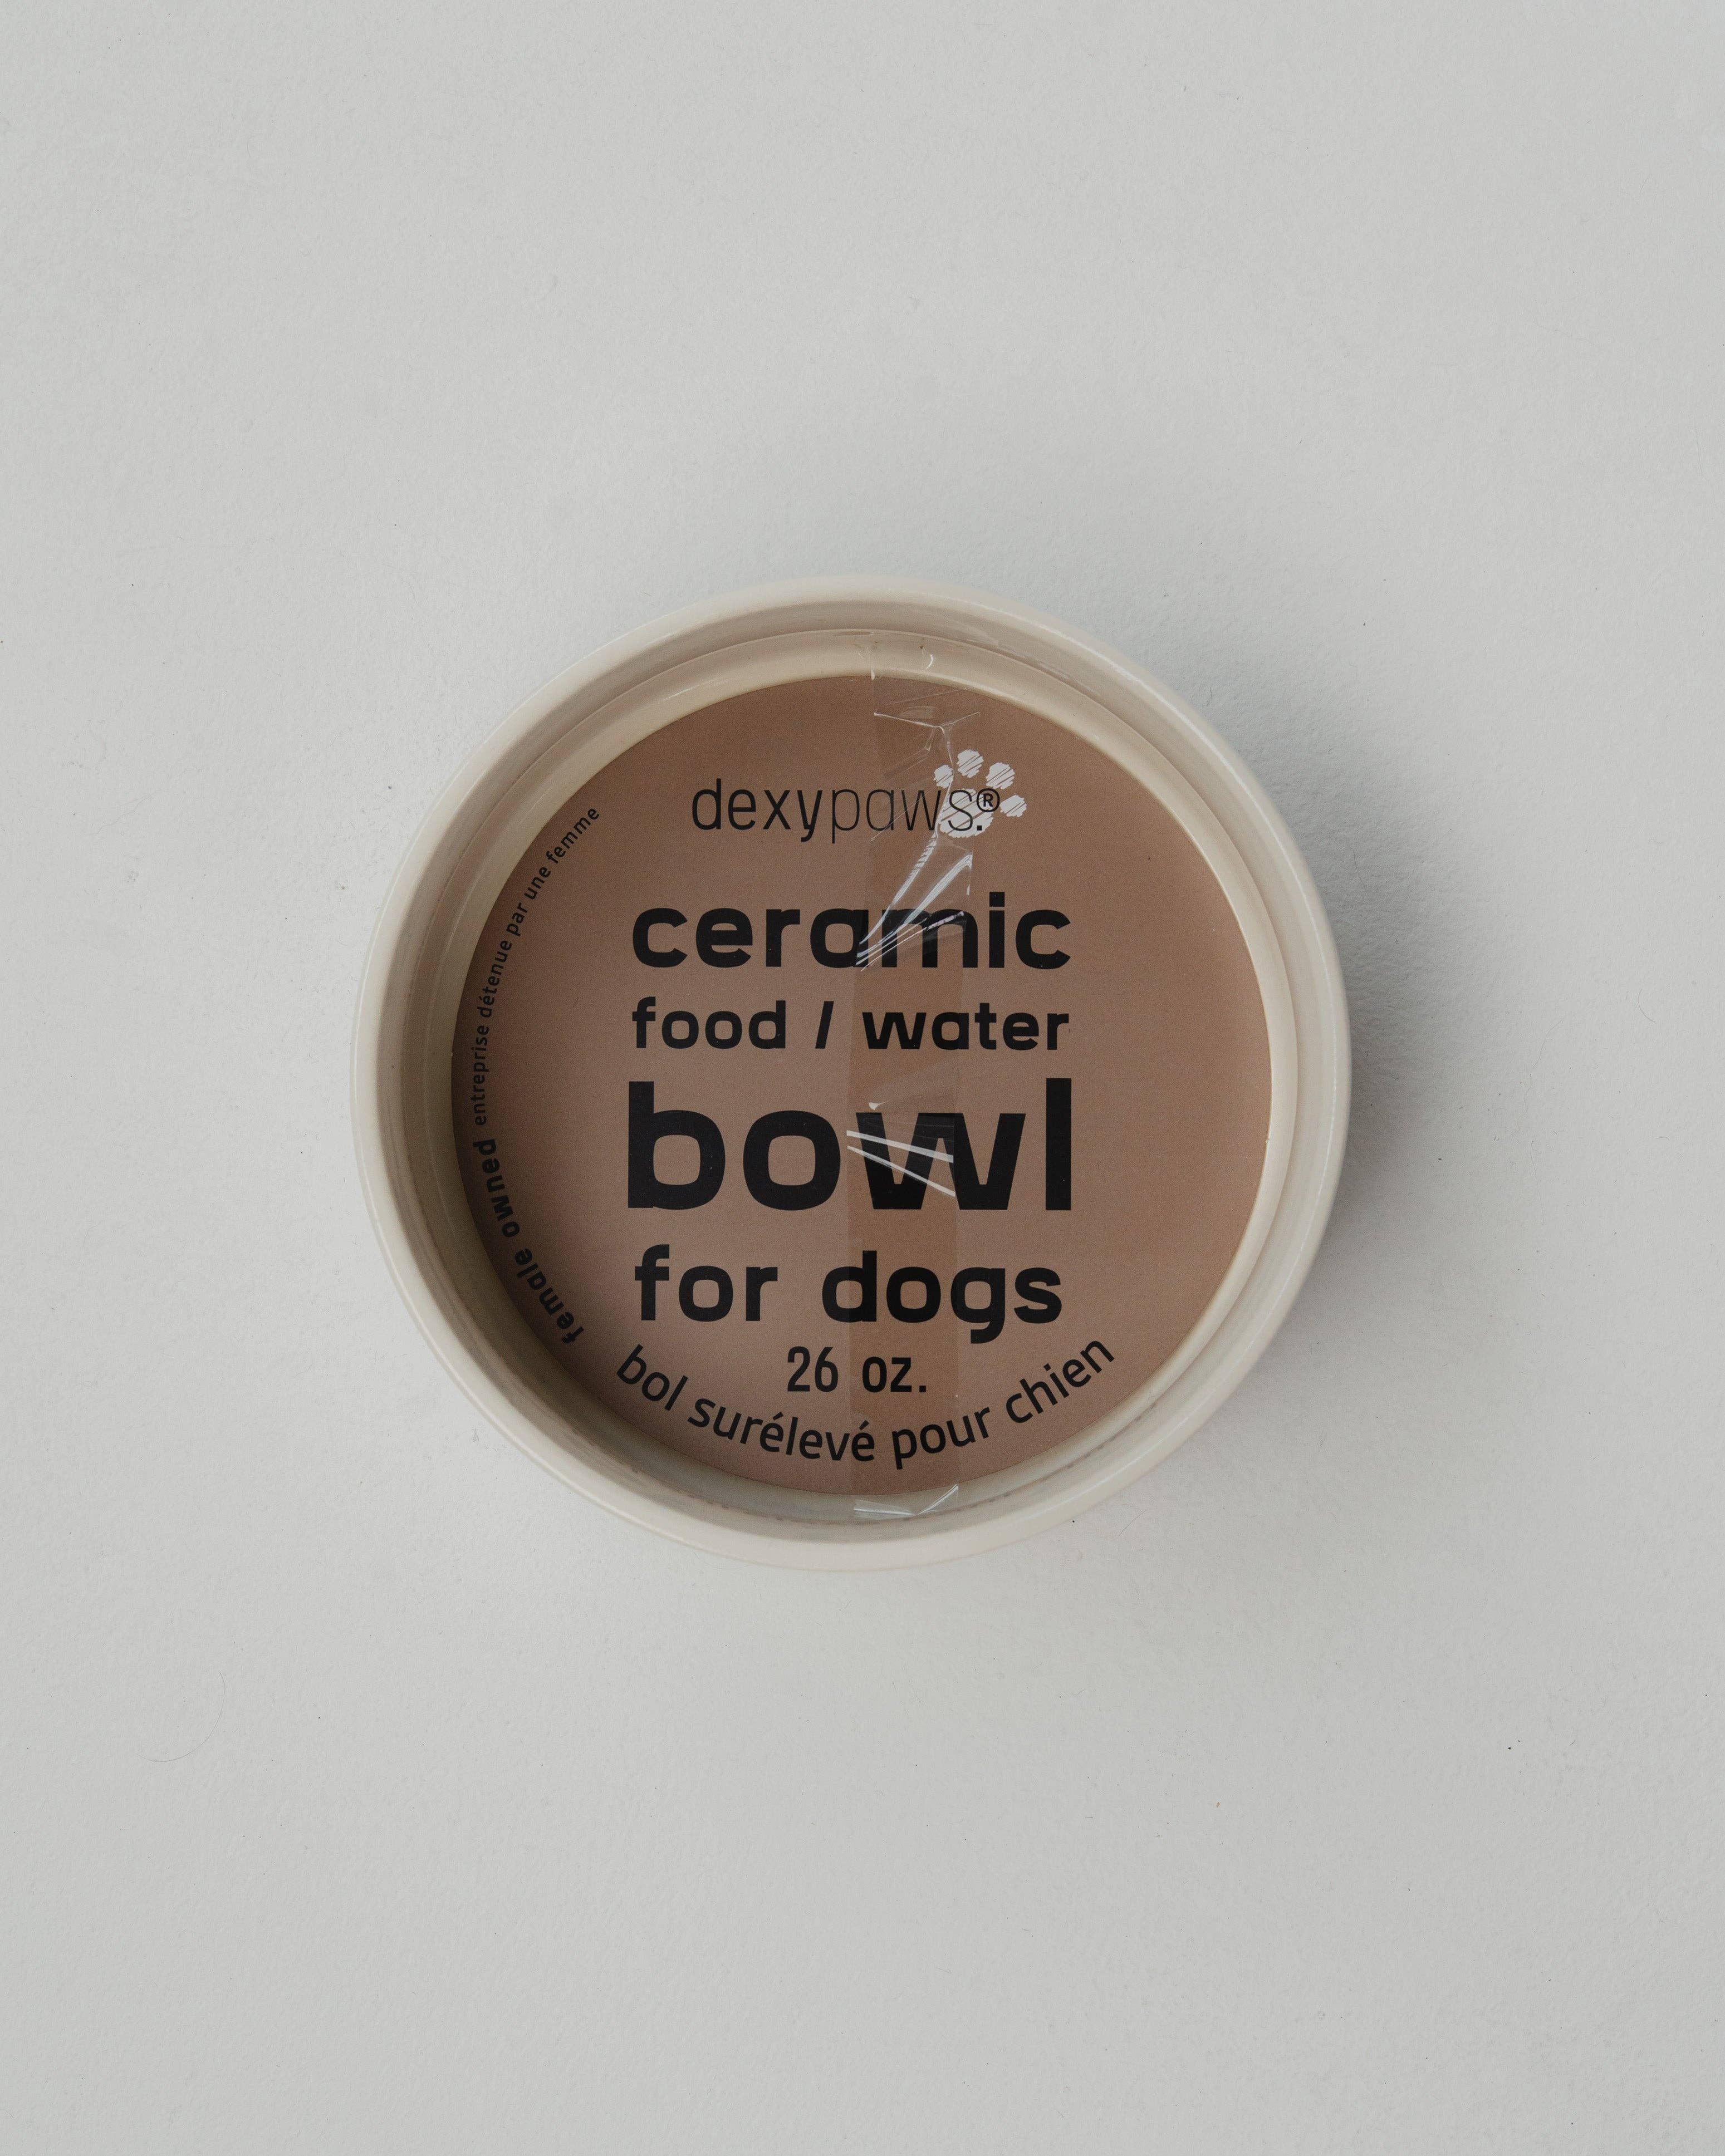 dexypaws.®
ceramic
food / water
bowl
for dogs
26 oz.
bol surélevé pour chien
female owned entreprise détenue par une femme